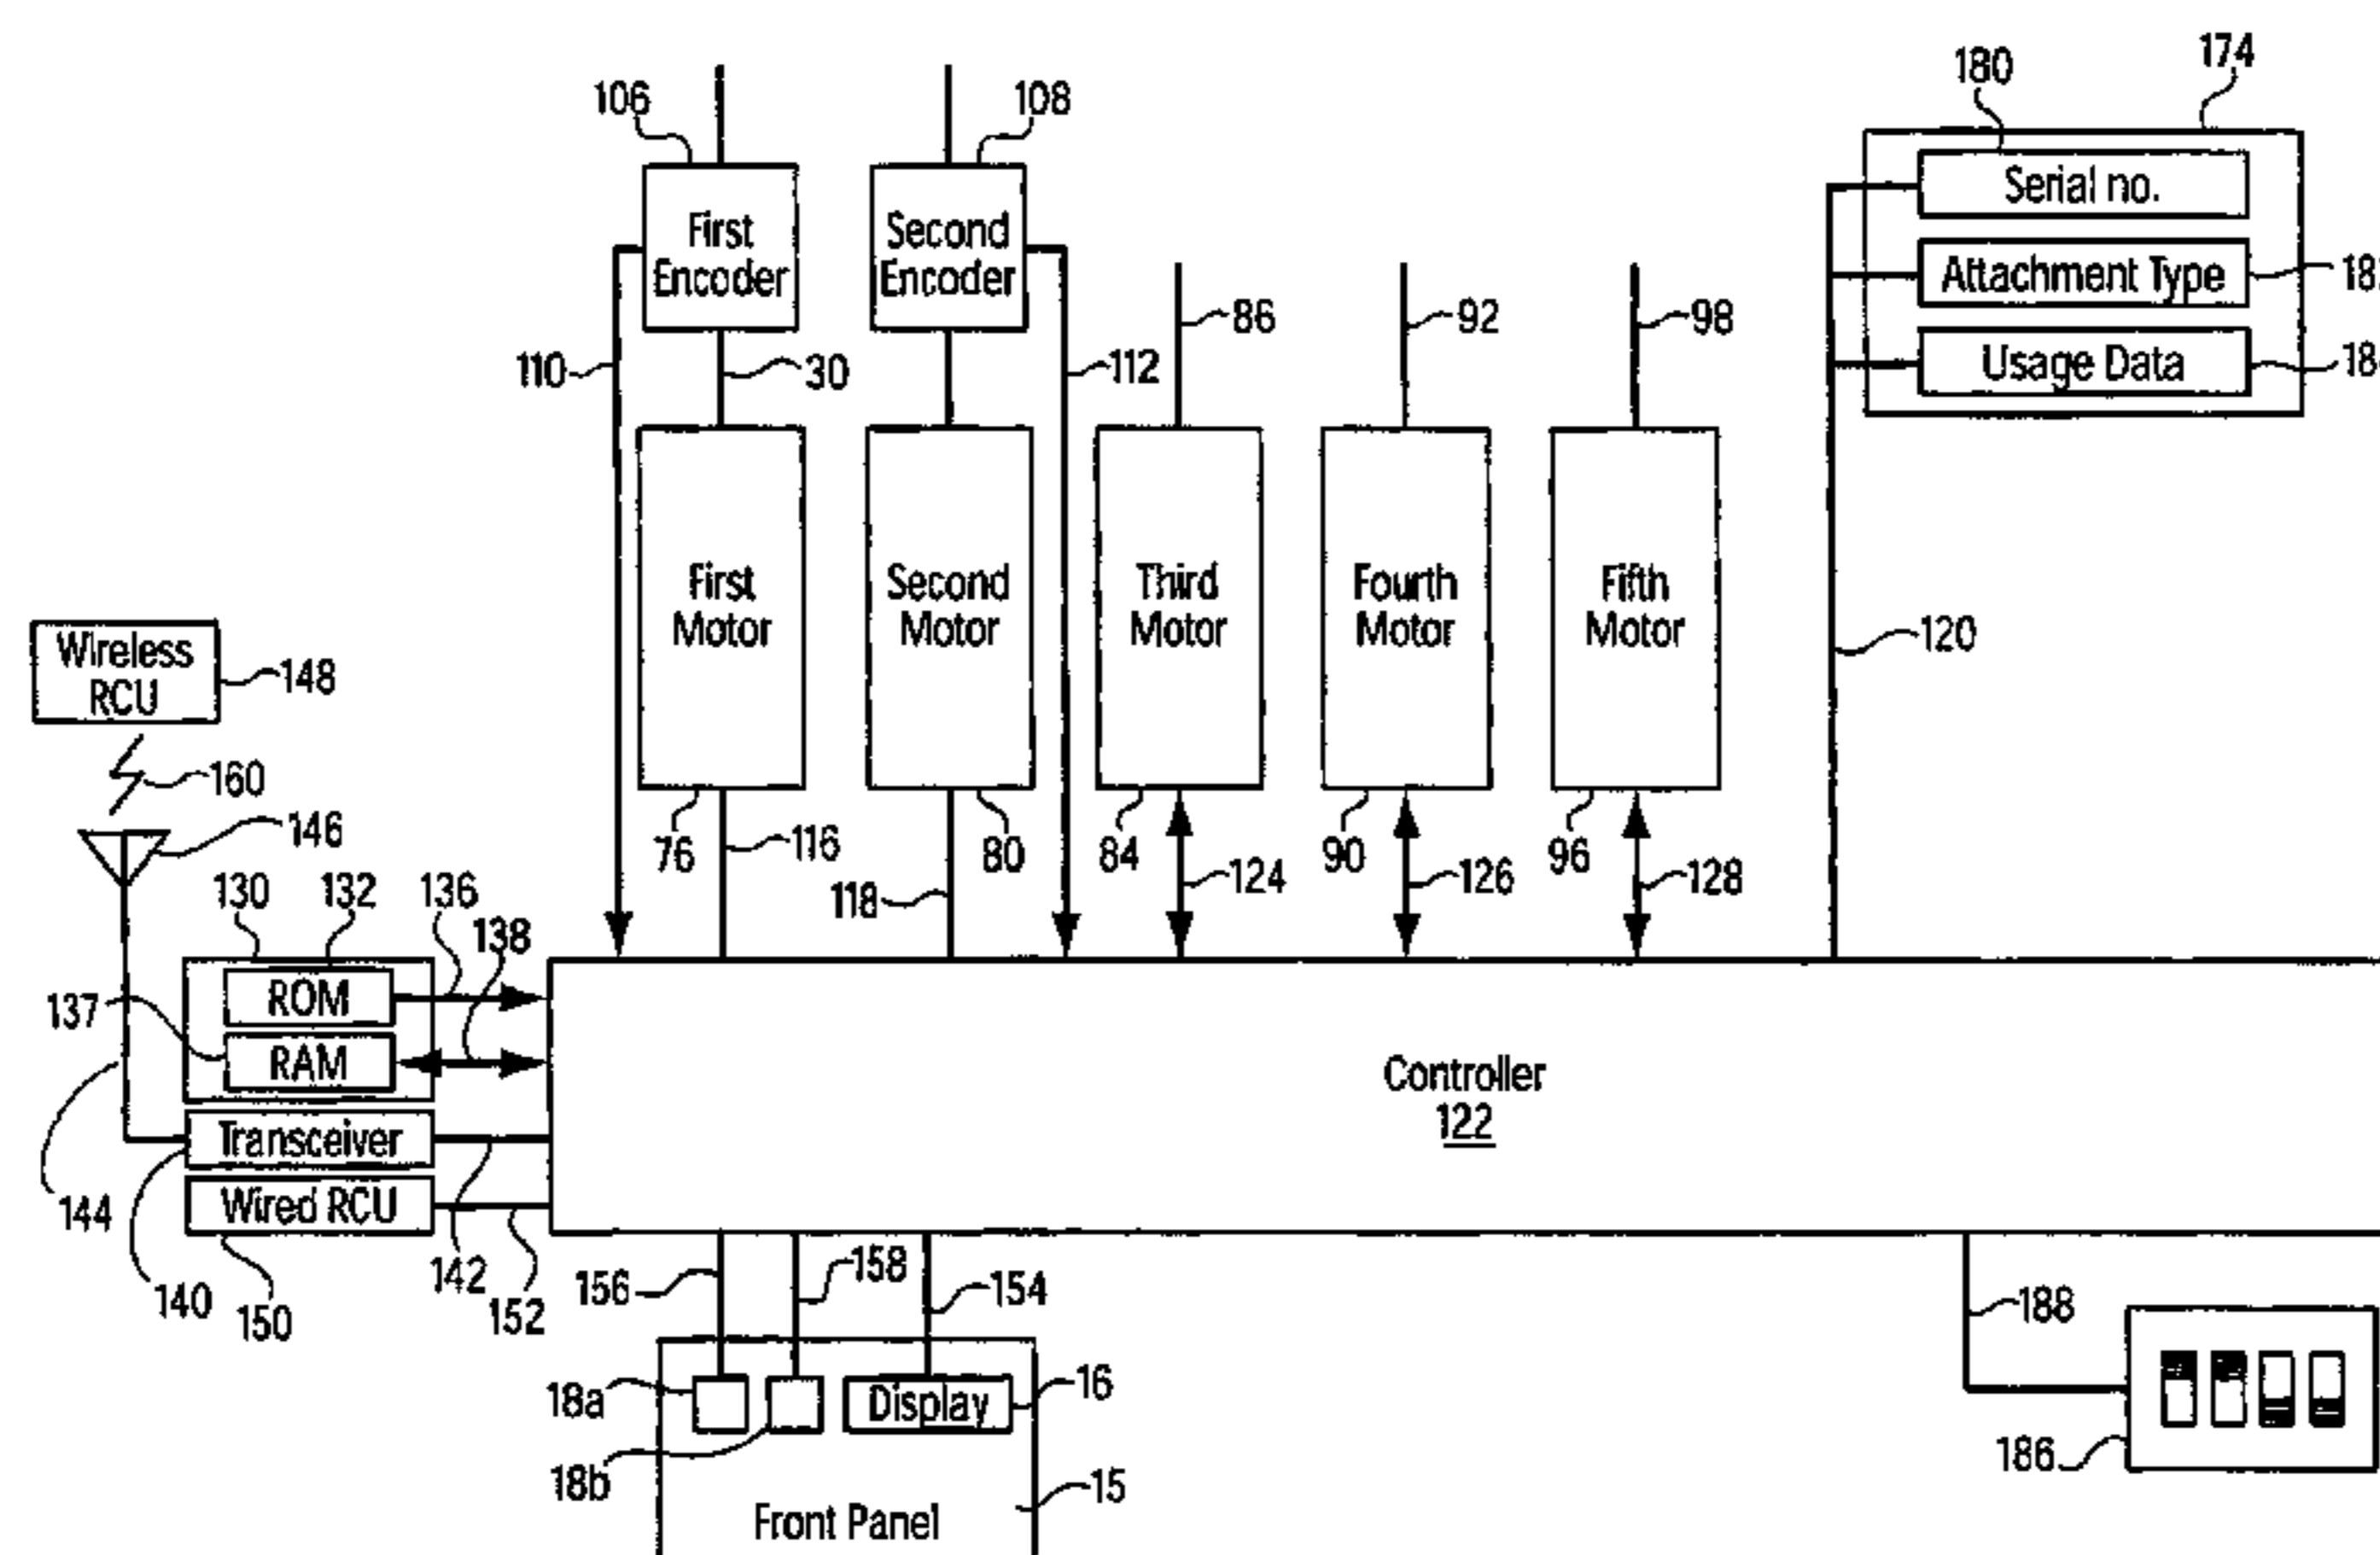 174
180
106
108
Serial no.
First
Encoder
Second
Encoder
Attachment Type
86
92
98
110
30
112
Usage Data
First
Motor
Second
Motor
Third
Motor
Fourth
Motor
Fifth
Motor
120
Wireless
RCU
148
160
146
76
116
80
84
90
96
118
124
126
128
130
132
136
138
137
ROM
RAM
Controller
122
Transceiver
144
Wired RCU
142
140
150
152
156
158
154
188
18a
18b
Display
16
186
15
Front Panel